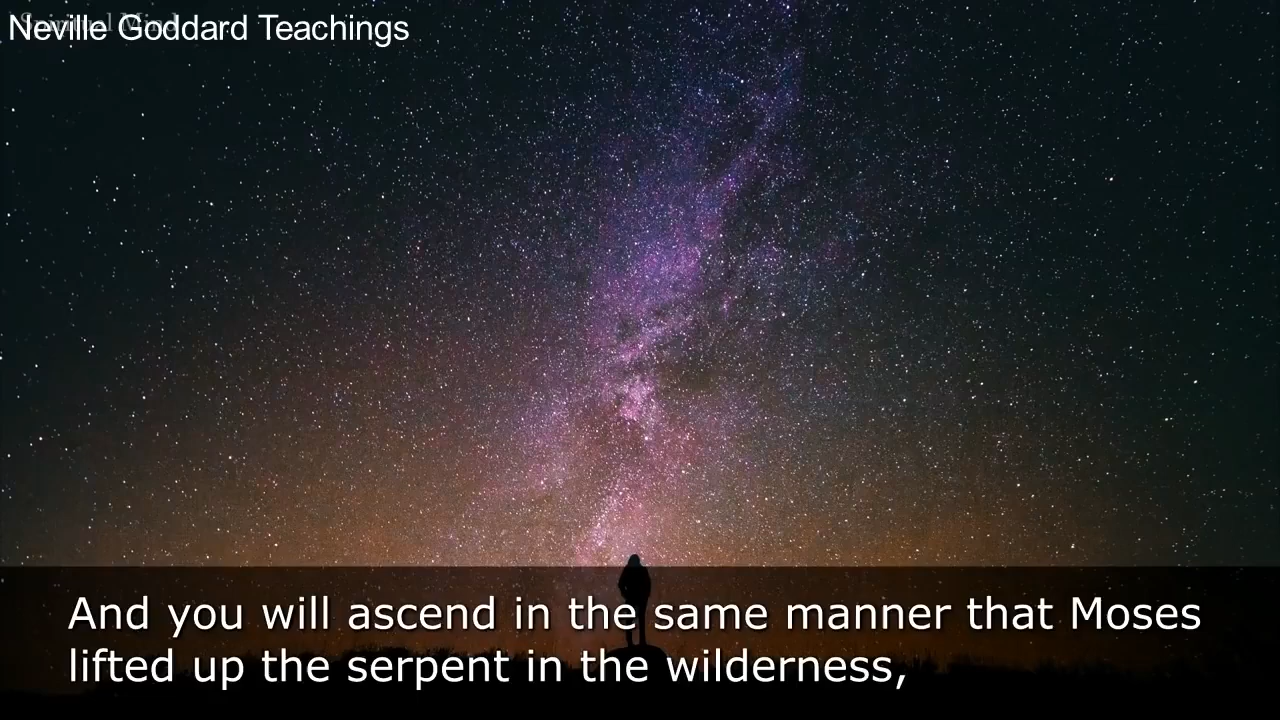 Neville Goddard Teachings
And you will ascend in the same manner that Moses
lifted up the serpent in the wilderness,